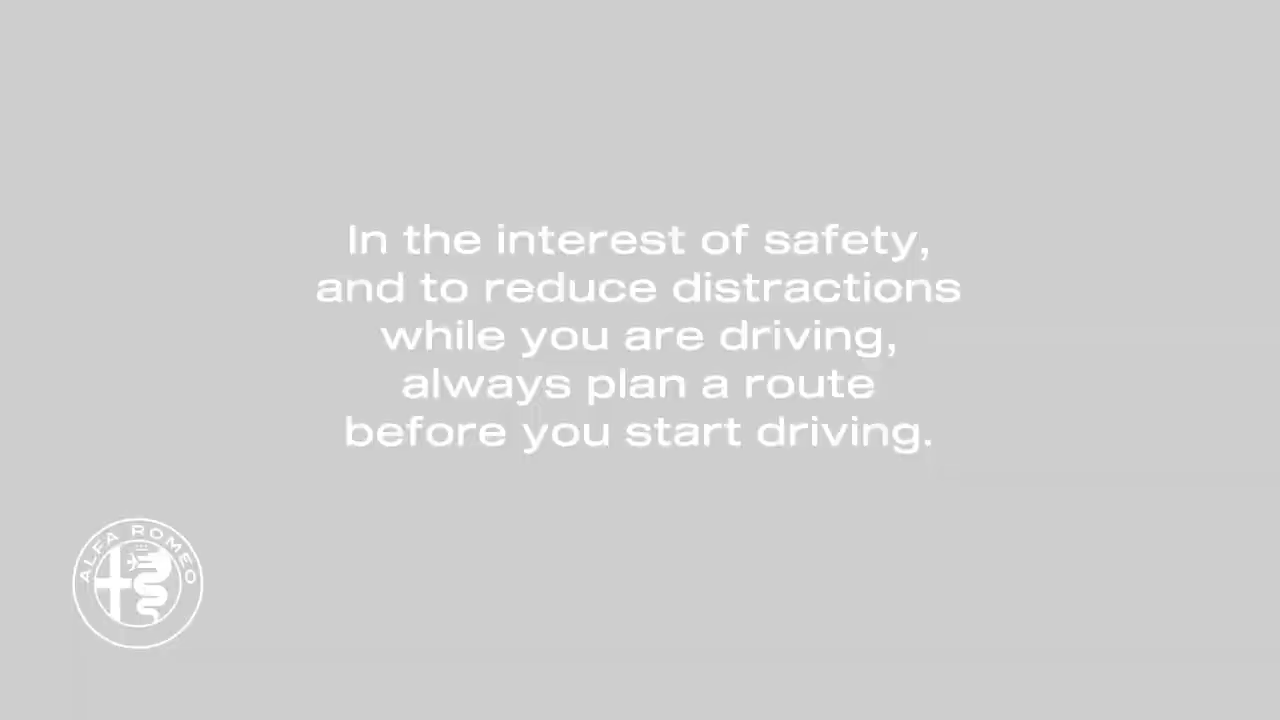 In the interest of safety,
and to reduce distractions
while you are driving,
always plan a route
before you start driving.
ALFA ROMEO